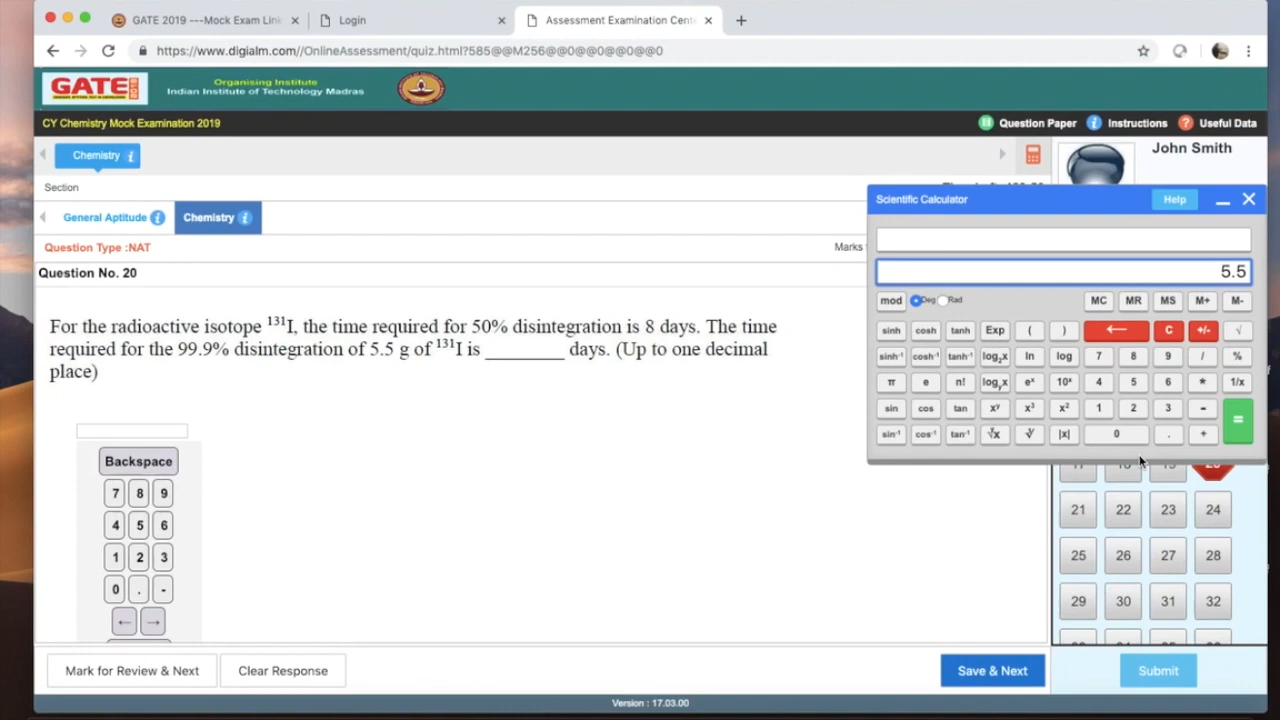 GATE 2019 ---Mock Exam Link
Login
Assessment Examination Cent
https://www.digialm.com//OnlineAssessment/quiz.html?585@@M256@@0@@0@@0@@0
GATE
Organising Institute
Indian Institute of Technology Madras
CY Chemistry Mock Examination 2019
Question Paper
Instructions
Useful Data
Chemistry
John Smith
Section
General Aptitude
Chemistry
Question Type :NAT
Marks
Question No. 20
For the radioactive isotope ¹³¹I, the time required for 50% disintegration is 8 days. The time
required for the 99.9% disintegration of 5.5 g of ¹³¹I is ________ days. (Up to one decimal
place)
Backspace
7 8 9
4 5 6
1 2 3
0 . -
← →
Scientific Calculator
Help
5.5
mod Deg Rad MC MR MS M+ M-
sinh cosh tanh Exp ( ) ← C +/- √
sinh⁻¹ cosh⁻¹ tanh⁻¹ log₂x ln log 7 8 9 / %
π e n! logᵧx eˣ 10ˣ 4 5 6 * 1/x
sin cos tan xʸ x³ x² 1 2 3 - =
sin⁻¹ cos⁻¹ tan⁻¹ ʸ√x ³√ |x| 0 . +
21 22 23 24
25 26 27 28
29 30 31 32
Mark for Review & Next
Clear Response
Save & Next
Submit
Version : 17.03.00